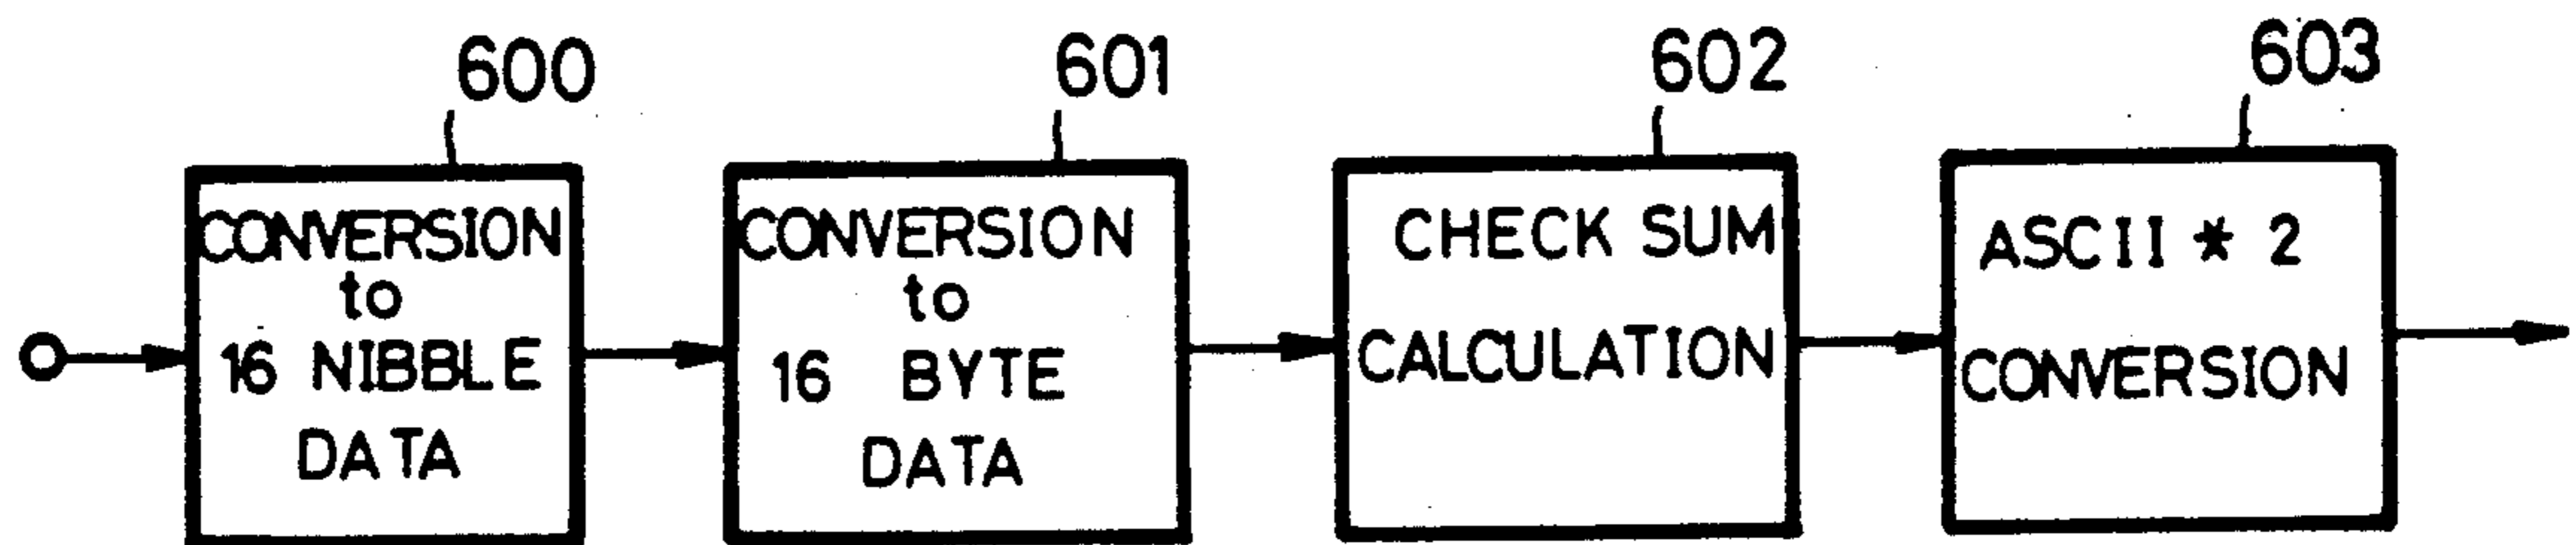 600
601
602
603
CONVERSION
to
16 NIBBLE
DATA
CONVERSION
to
16 BYTE
DATA
CHECK SUM
CALCULATION
ASCII * 2
CONVERSION